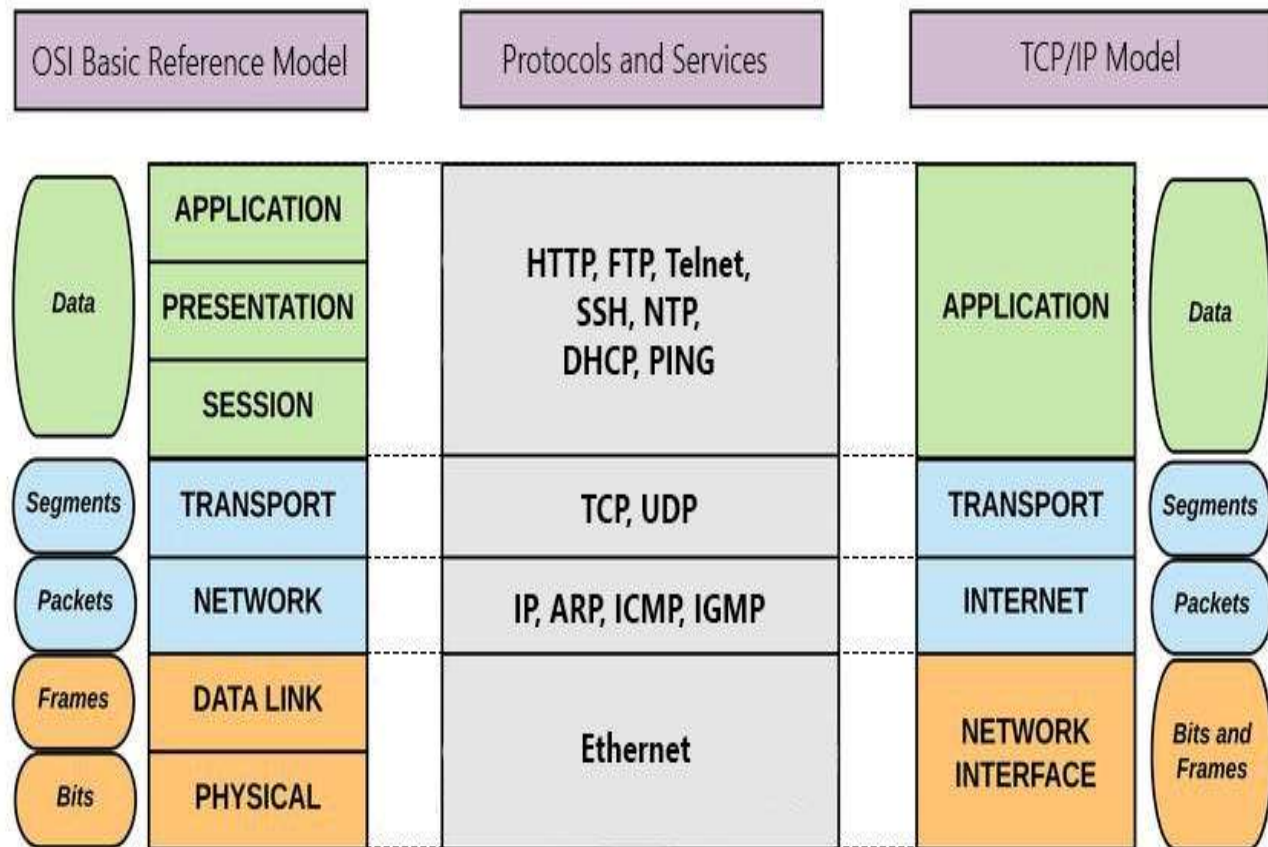 OSI Basic Reference Model
Protocols and Services
TCP/IP Model
Data
APPLICATION
PRESENTATION
SESSION
HTTP, FTP, Telnet,
SSH, NTP,
DHCP, PING
APPLICATION
Data
Segments
TRANSPORT
TCP, UDP
TRANSPORT
Segments
Packets
NETWORK
IP, ARP, ICMP, IGMP
INTERNET
Packets
Frames
DATA LINK
Bits
PHYSICAL
Ethernet
NETWORK
INTERFACE
Bits and
Frames